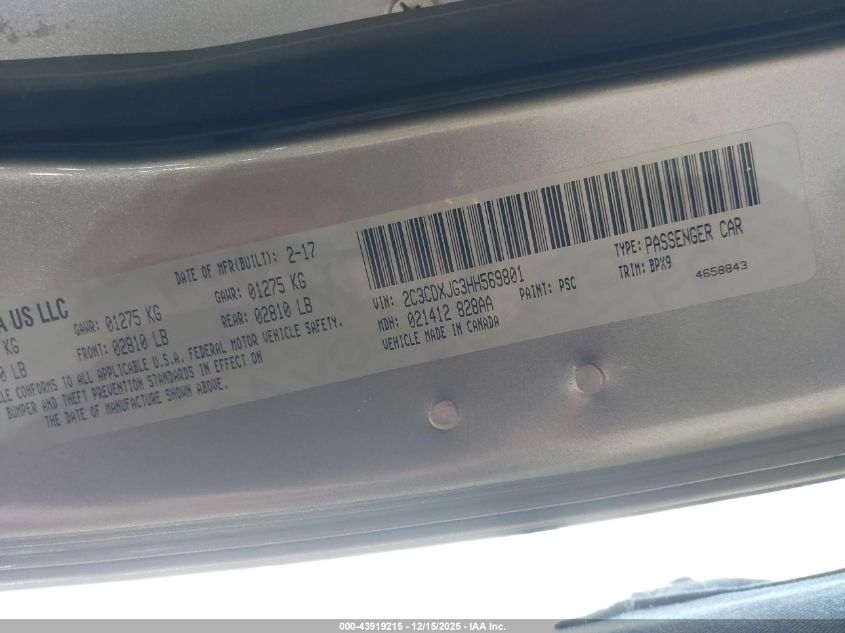 A US LLC
DATE OF MFR(BUILT): 2-17
GAWR: 01275 KG GAWR: 01275 KG
KG FRONT: 02810 LB REAR: 02810 LB
0 LB
LE CONFORMS TO ALL APPLICABLE U.S.A. FEDERAL MOTOR VEHICLE SAFETY,
BUMPER AND THEFT PREVENTION STANDARDS IN EFFECT ON
THE DATE OF MANUFACTURE SHOWN ABOVE.
VIN: 2C3CDXJG3HH569801 TYPE: PASSENGER CAR
MDH: 021412 828AA PAINT: PSC TRIM: BPX9
VEHICLE MADE IN CANADA 4658843
000-43919215 - 12/15/2025 - IAA Inc.